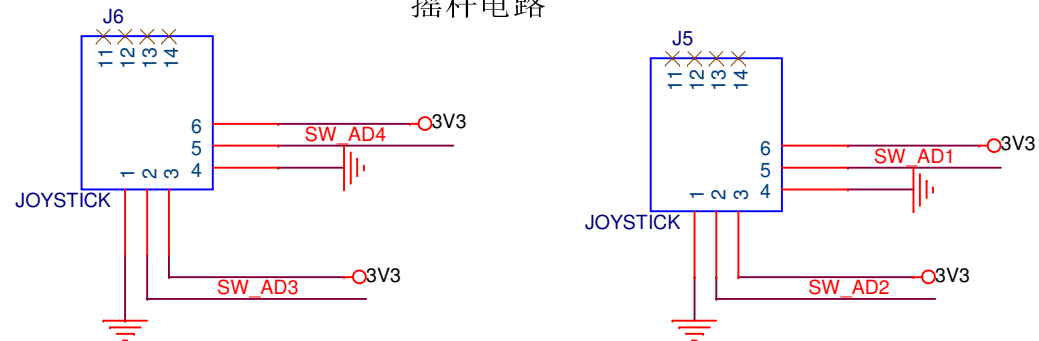 摇杆电路
J6
11 12 13 14
6 3V3
SW_AD4
5
4
1 2 3
JOYSTICK
3V3
SW_AD3
J5
11 12 13 14
6 3V3
SW_AD1
5
4
1 2 3
JOYSTICK
3V3
SW_AD2